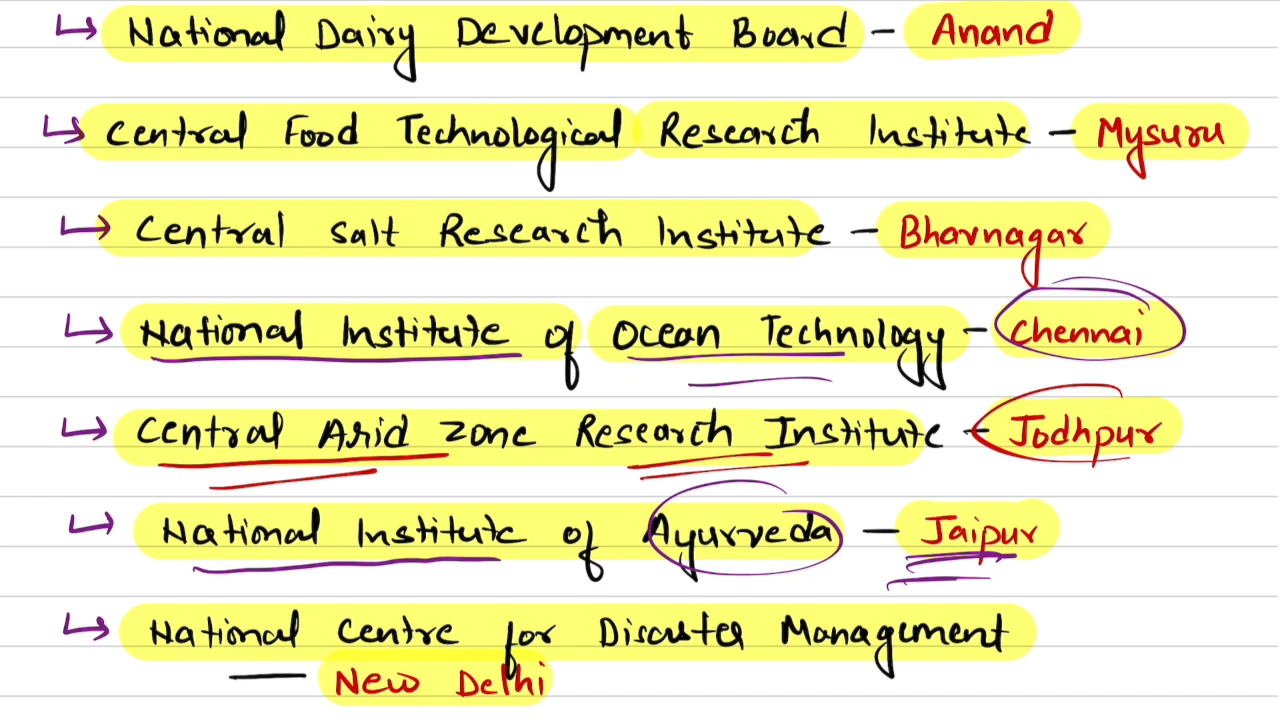 ↳ National Dairy Development Board - Anand
↳ Central Food Technological Research Institute - Mysuru
↳ Central Salt Research Institute - Bhavnagar
↳ National Institute of Ocean Technology - Chennai
↳ Central Arid Zone Research Institute - Jodhpur
↳ National Institute of Ayurveda - Jaipur
↳ National Centre for Disaster Management
— New Delhi